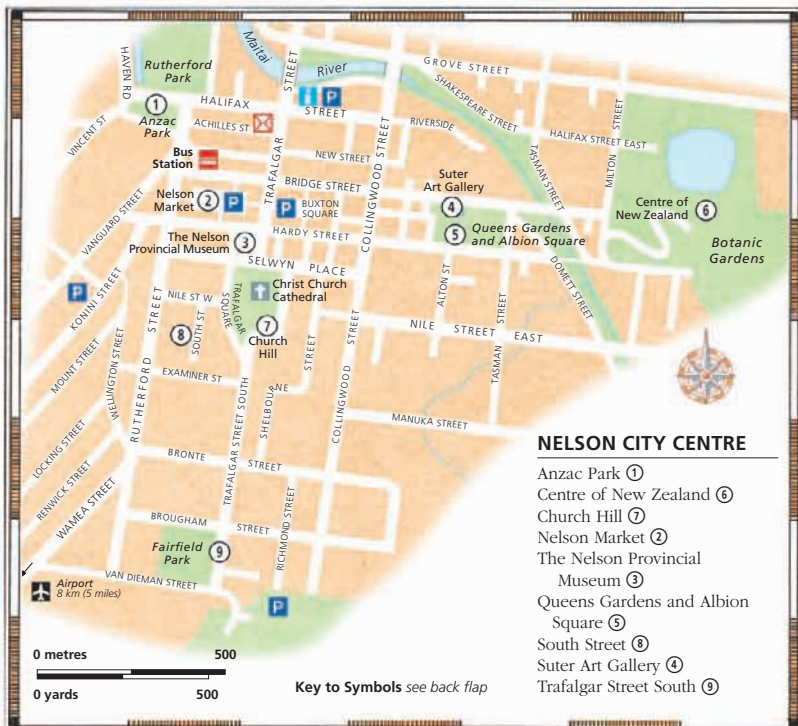 Maitai
River
STREET
GROVE STREET
HAVEN RD
Rutherford
Park
①
Anzac
Park
HALIFAX
STREET
ACHILLES ST
VINCENT ST
RIVERSIDE
SHAKESPEARE STREET
HALIFAX STREET EAST
MILTON STREET
TASMAN STREET
COLLINGWOOD STREET
TRAFALGAR
Bus
Station
NEW STREET
BRIDGE STREET
Suter
Art Gallery
④
Nelson
Market
②
P
P
P
BUXTON
SQUARE
HARDY STREET
⑤
Queens Gardens
and Albion Square
Centre of
New Zealand
⑥
Botanic
Gardens
VANGUARD STREET
The Nelson
Provincial Museum
③
SELWYN PLACE
Christ Church
Cathedral
P
KONINI STREET
NILE ST W
TRAFALGAR
SQUARE
⑦
Church
Hill
⑧
SOUTH ST
ALTON ST
DOMETT STREET
NILE STREET EAST
TASMAN
STREET
MOUNT STREET
WELLINGTON STREET
RUTHERFORD STREET
EXAMINER ST
SHELBOURNE
STREET
COLLINGWOOD
STREET
MANUKA STREET
TRAFALGAR STREET SOUTH
LOCKING STREET
RENWICK STREET
WAMEA STREET
BRONTE STREET
BROUGHAM STREET
RICHMOND STREET
Fairfield
Park
⑨
VAN DIEMAN STREET
Airport
8 km (5 miles)
P
0 metres 500
0 yards 500
Key to Symbols see back flap
NELSON CITY CENTRE
Anzac Park ①
Centre of New Zealand ⑥
Church Hill ⑦
Nelson Market ②
The Nelson Provincial
Museum ③
Queens Gardens and Albion
Square ⑤
South Street ⑧
Suter Art Gallery ④
Trafalgar Street South ⑨